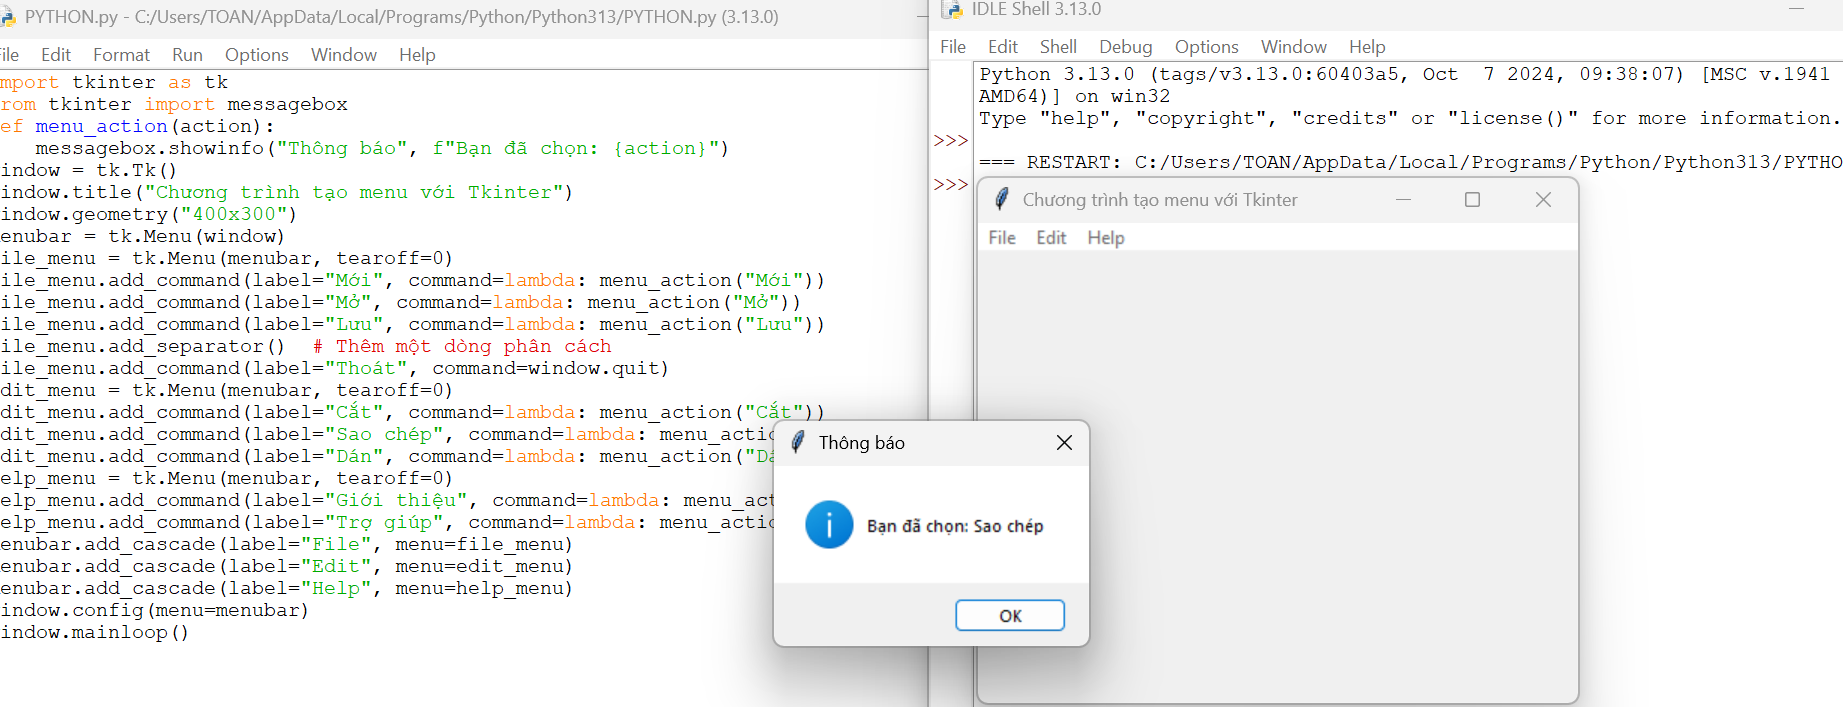 PYTHON.py - C:/Users/TOAN/AppData/Local/Programs/Python/Python313/PYTHON.py (3.13.0)
ile Edit Format Run Options Window Help
mport tkinter as tk
rom tkinter import messagebox
ef menu_action(action):
messagebox.showinfo("Thông báo", f"Bạn đã chọn: {action}")
indow = tk.Tk()
indow.title("Chương trình tạo menu với Tkinter")
indow.geometry("400x300")
enubar = tk.Menu(window)
ile_menu = tk.Menu(menubar, tearoff=0)
ile_menu.add_command(label="Mới", command=lambda: menu_action("Mới"))
ile_menu.add_command(label="Mở", command=lambda: menu_action("Mở"))
ile_menu.add_command(label="Lưu", command=lambda: menu_action("Lưu"))
ile_menu.add_separator()  # Thêm một dòng phân cách
ile_menu.add_command(label="Thoát", command=window.quit)
dit_menu = tk.Menu(menubar, tearoff=0)
dit_menu.add_command(label="Cắt", command=lambda: menu_action("Cắt"))
dit_menu.add_command(label="Sao chép", command=lambda: menu_actio
dit_menu.add_command(label="Dán", command=lambda: menu_action("Dá
elp_menu = tk.Menu(menubar, tearoff=0)
elp_menu.add_command(label="Giới thiệu", command=lambda: menu_act
elp_menu.add_command(label="Trợ giúp", command=lambda: menu_actio
enubar.add_cascade(label="File", menu=file_menu)
enubar.add_cascade(label="Edit", menu=edit_menu)
enubar.add_cascade(label="Help", menu=help_menu)
indow.config(menu=menubar)
indow.mainloop()
IDLE Shell 3.13.0
File Edit Shell Debug Options Window Help
Python 3.13.0 (tags/v3.13.0:60403a5, Oct  7 2024, 09:38:07) [MSC v.1941
AMD64)] on win32
Type "help", "copyright", "credits" or "license()" for more information.
>>>
=== RESTART: C:/Users/TOAN/AppData/Local/Programs/Python/Python313/PYTHO
>>>
Chương trình tạo menu với Tkinter
File Edit Help
Thông báo
Bạn đã chọn: Sao chép
OK